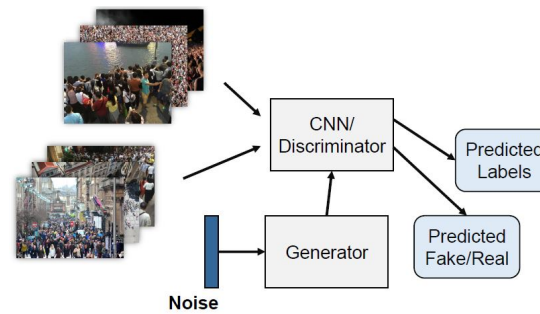 CNN/
Discriminator
Predicted
Labels
Generator
Predicted
Fake/Real
Noise